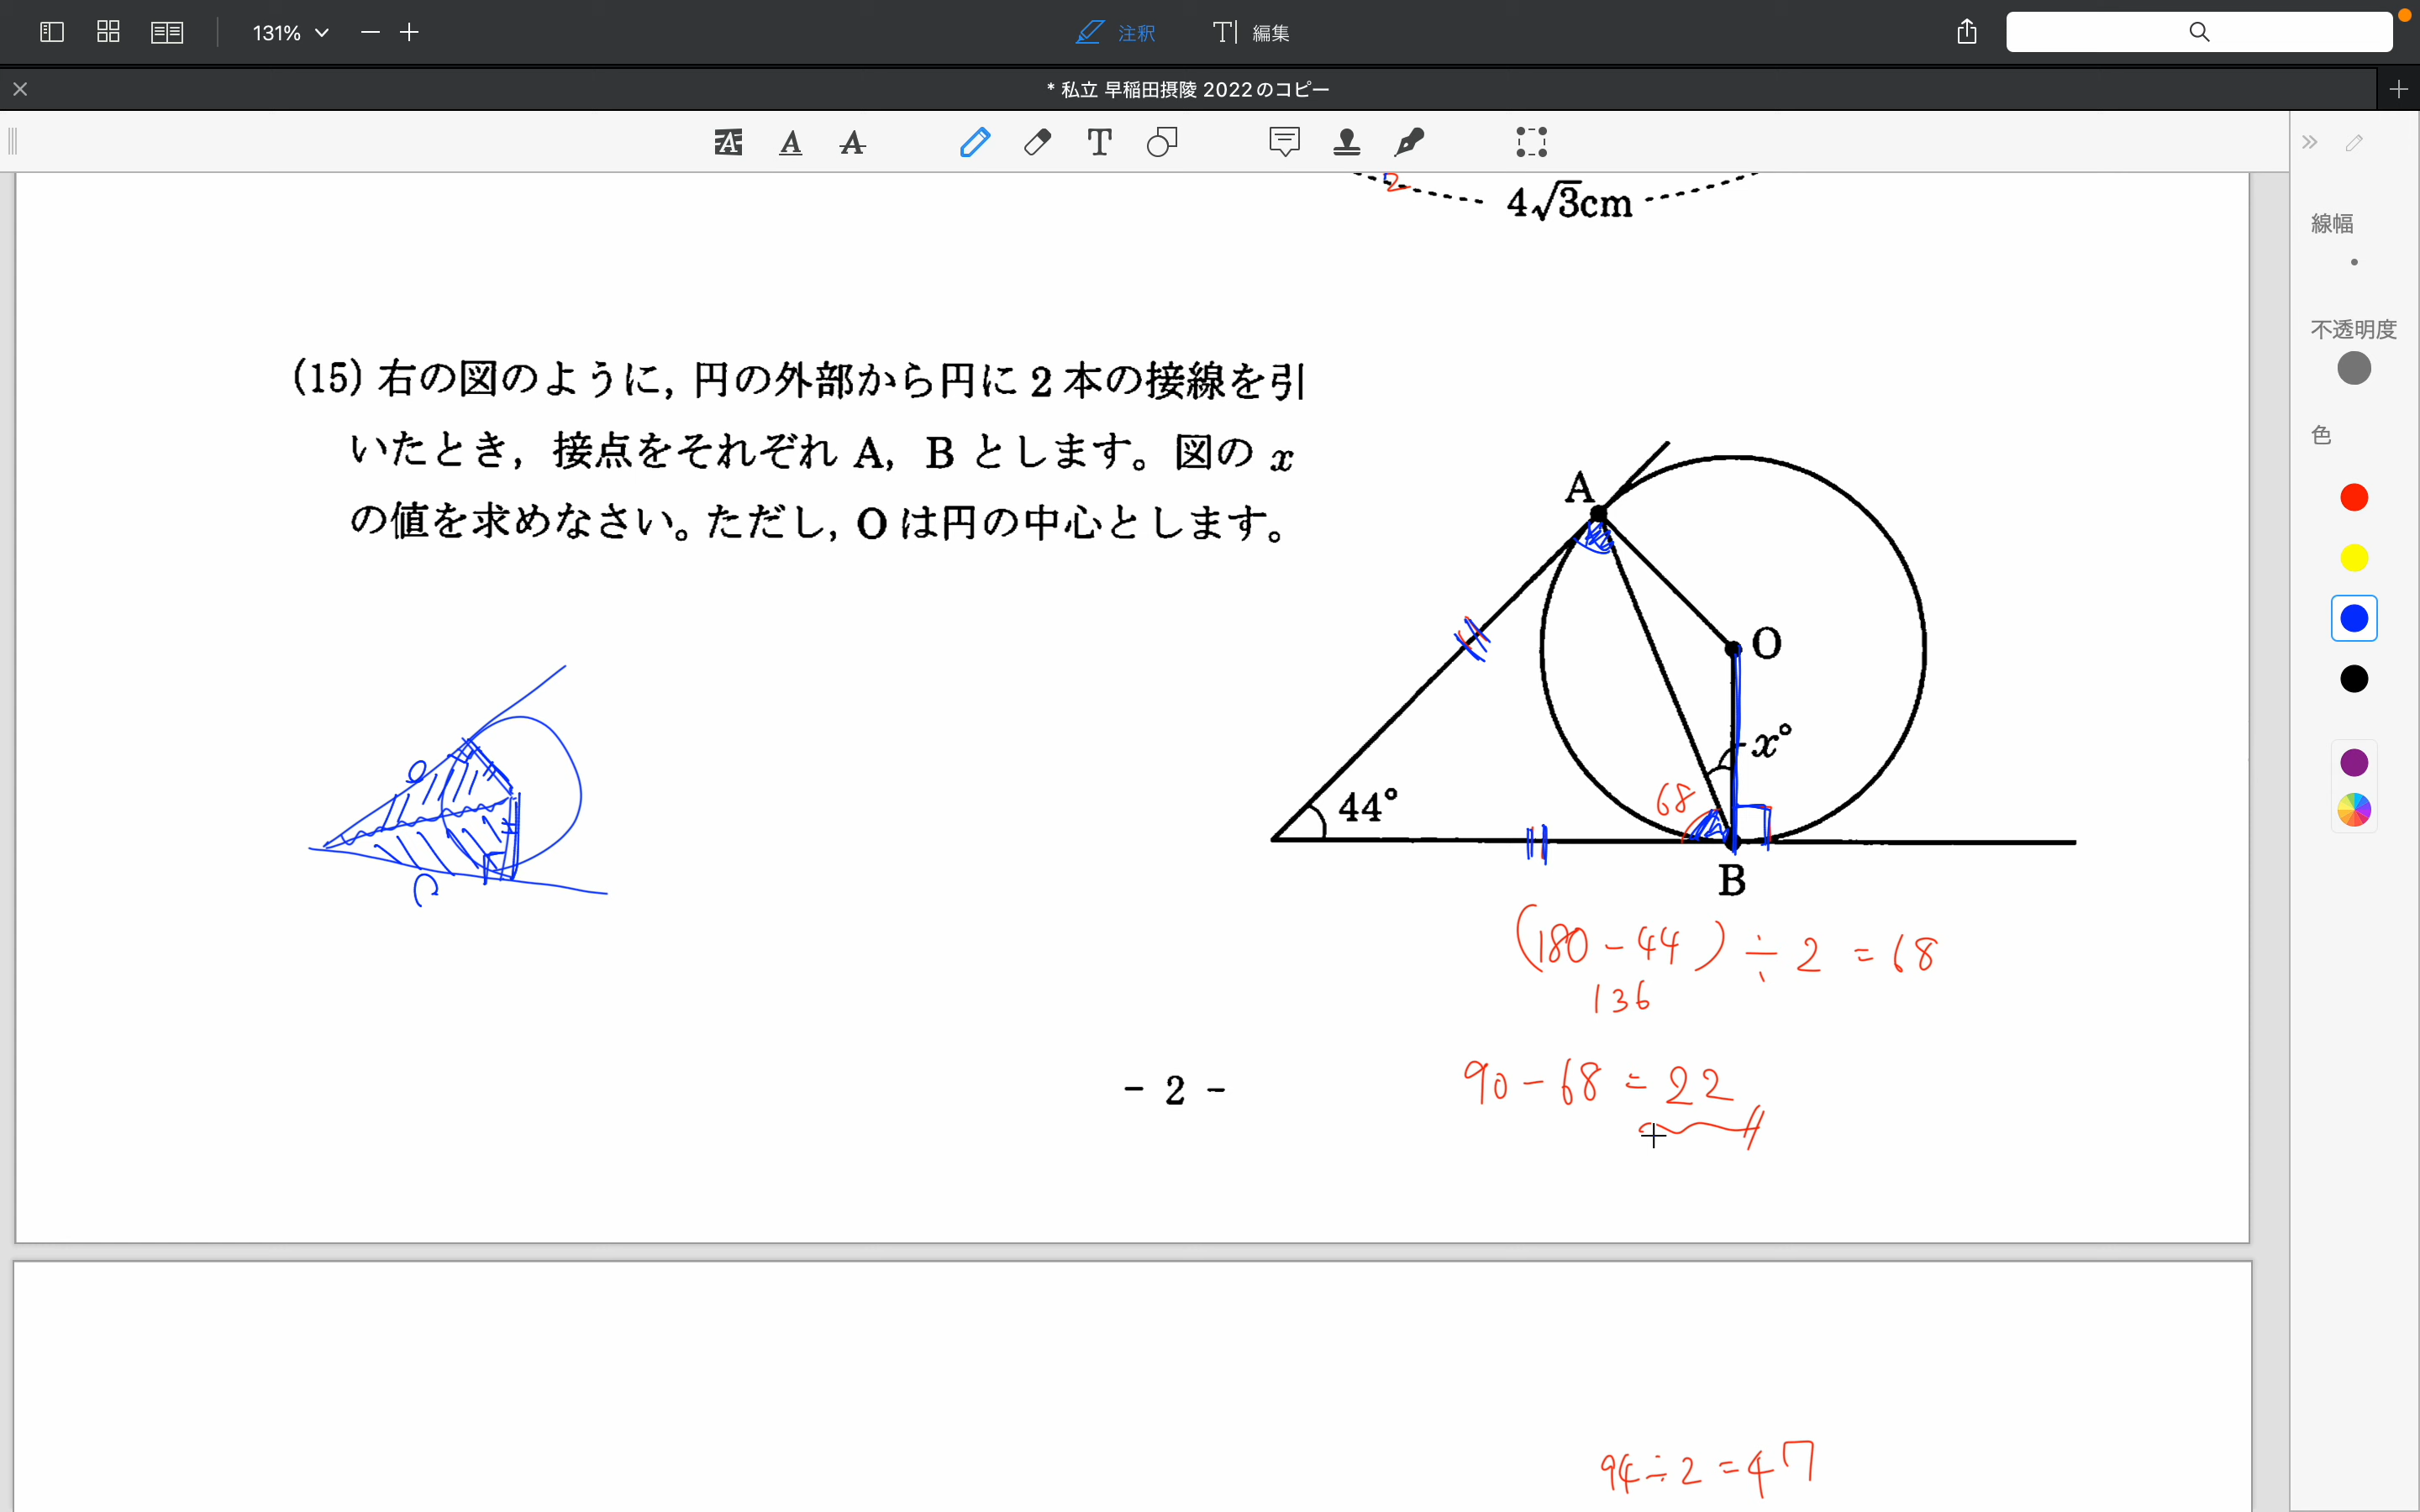 131%
注釈
編集
* 私立 早稲田摂陵 2022のコピー
線幅
不透明度
色
2
4√3cm
(15) 右の図のように, 円の外部から円に 2 本の接線を引
いたとき, 接点をそれぞれ A, B とします。図の x
の値を求めなさい。ただし, O は円の中心とします。
A
O
x°
68
44°
B
(180-44)÷2=68
136
90-68=22
- 2 -
94÷2=47